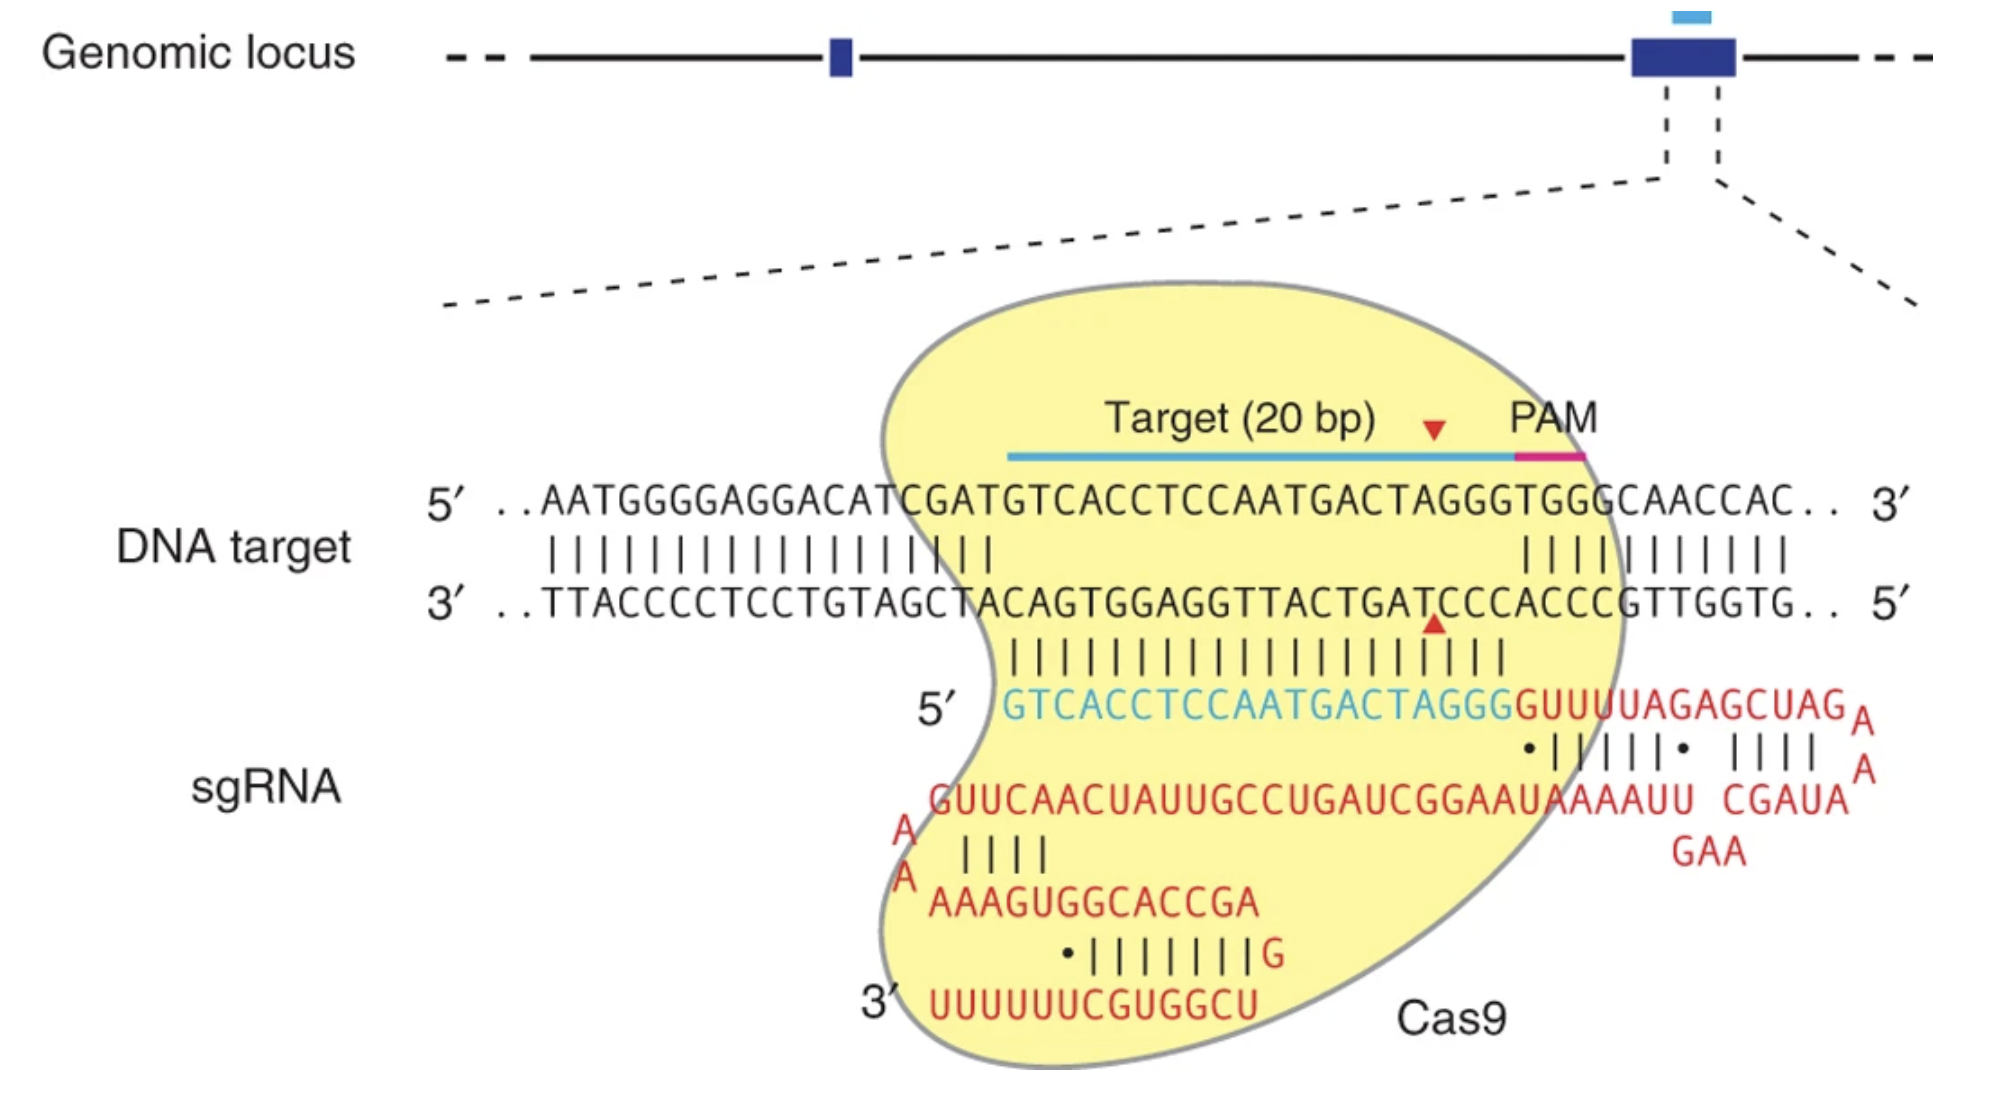 Genomic locus
Target (20 bp) PAM
5′ ..AATGGGGAGGACATCGATGTCACCTCCAATGACTAGGGTGGGCAACCAC.. 3′
DNA target
3′ ..TTACCCCTCCTGTAGCTACAGTGGAGGTTACTGATCCCACCCGTTGGTG.. 5′
5′ GTCACCTCCAATGACTAGGGGUUUUAGAGCUAG
A
A
sgRNA
GUUCAACUAUUGCCUGAUCGGAAUAAAAUU CGAUA
A
GAA
A
AAAGUGGCACCGA
G
3′ UUUUUUCGUGGCU
Cas9